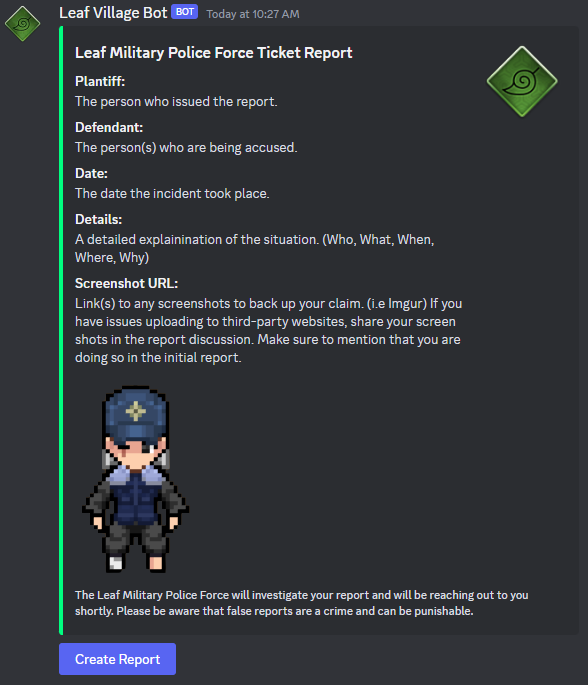 Leaf Village Bot BOT Today at 10:27 AM
Leaf Military Police Force Ticket Report
Plantiff:
The person who issued the report.
Defendant:
The person(s) who are being accused.
Date:
The date the incident took place.
Details:
A detailed explainination of the situation. (Who, What, When,
Where, Why)
Screenshot URL:
Link(s) to any screenshots to back up your claim. (i.e Imgur) If you
have issues uploading to third-party websites, share your screen
shots in the report discussion. Make sure to mention that you are
doing so in the initial report.
The Leaf Military Police Force will investigate your report and will be reaching out to you
shortly. Please be aware that false reports are a crime and can be punishable.
Create Report